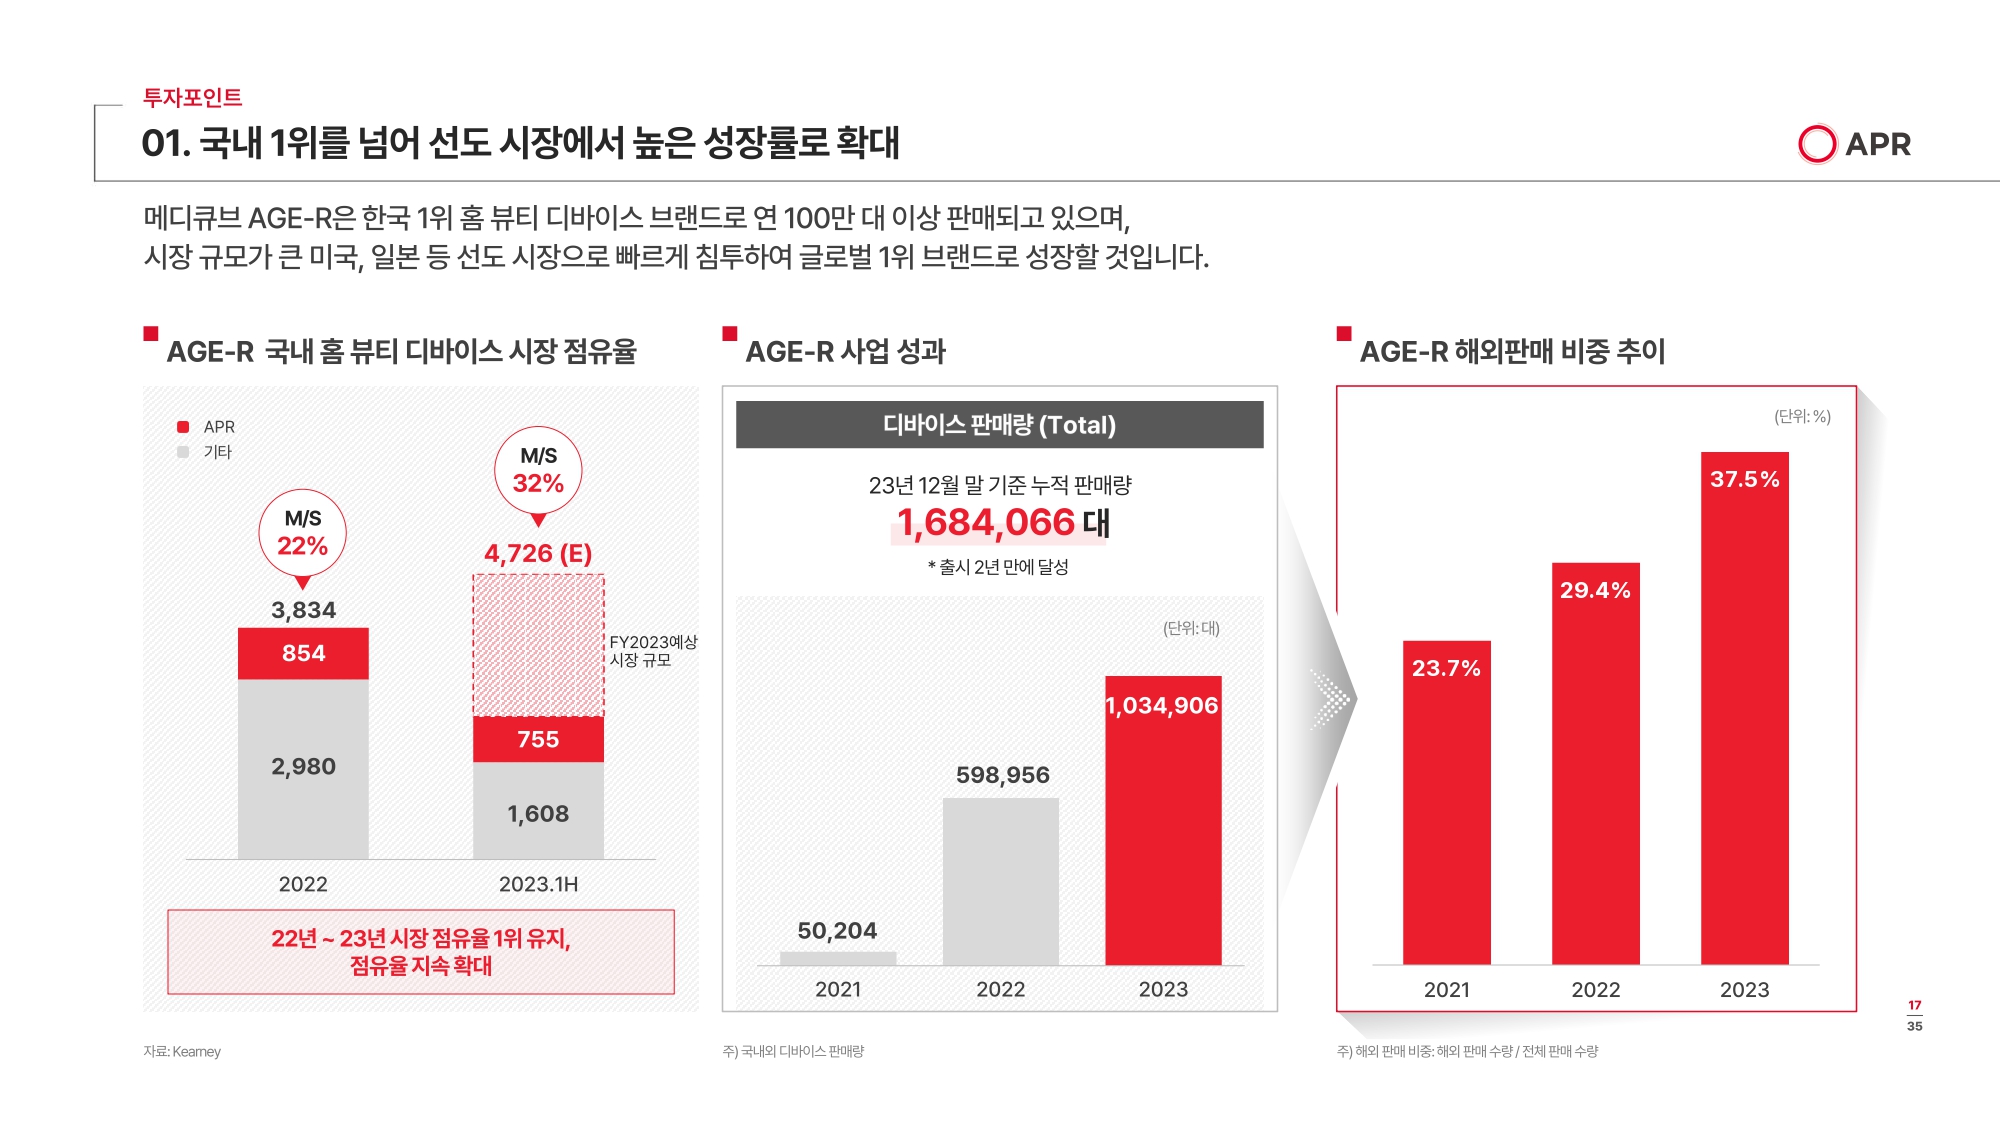 투자포인트
01. 국내 1위를 넘어 선도 시장에서 높은 성장률로 확대
APR
메디큐브 AGE-R은 한국 1위 홈 뷰티 디바이스 브랜드로 연 100만 대 이상 판매되고 있으며,
시장 규모가 큰 미국, 일본 등 선도 시장으로 빠르게 침투하여 글로벌 1위 브랜드로 성장할 것입니다.
AGE-R 국내 홈 뷰티 디바이스 시장 점유율
APR
기타
M/S
22%
3,834
854
2,980
2022
M/S
32%
4,726 (E)
FY2023예상
시장 규모
755
1,608
2023.1H
22년 ~ 23년 시장 점유율 1위 유지,
점유율 지속 확대
자료: Kearney
AGE-R 사업 성과
디바이스 판매량 (Total)
23년 12월 말 기준 누적 판매량
1,684,066 대
* 출시 2년 만에 달성
(단위: 대)
50,204
598,956
1,034,906
2021
2022
2023
주) 국내외 디바이스 판매량
AGE-R 해외판매 비중 추이
(단위: %)
23.7%
29.4%
37.5%
2021
2022
2023
주) 해외 판매 비중: 해외 판매 수량 / 전체 판매 수량
17
35